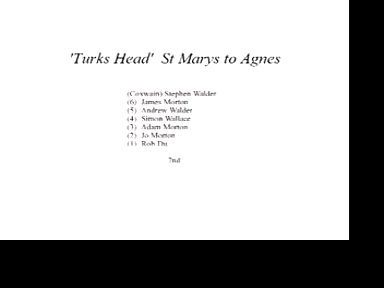 'Turks Head' St Marys to Agnes
(Coxwain) Stephen Walder
(6) James Morton
(5) Andrew Walder
(4) Simon Wallace
(3) Adam Morton
(2) Jo Morton
(1) Rob Du
2nd